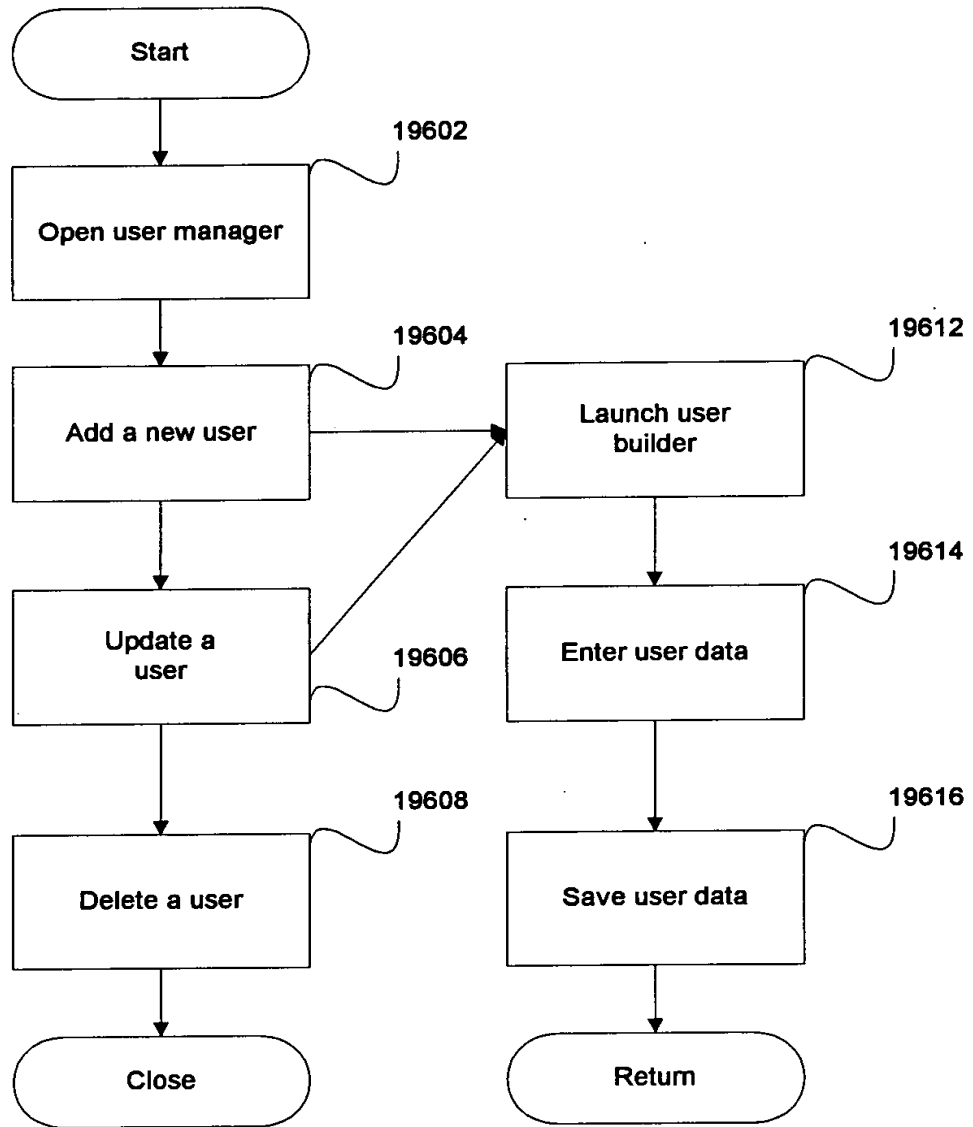 Start
19602
Open user manager
19604
Add a new user
19612
Launch user
builder
Update a
user
19606
19614
Enter user data
19608
Delete a user
19616
Save user data
Close
Return